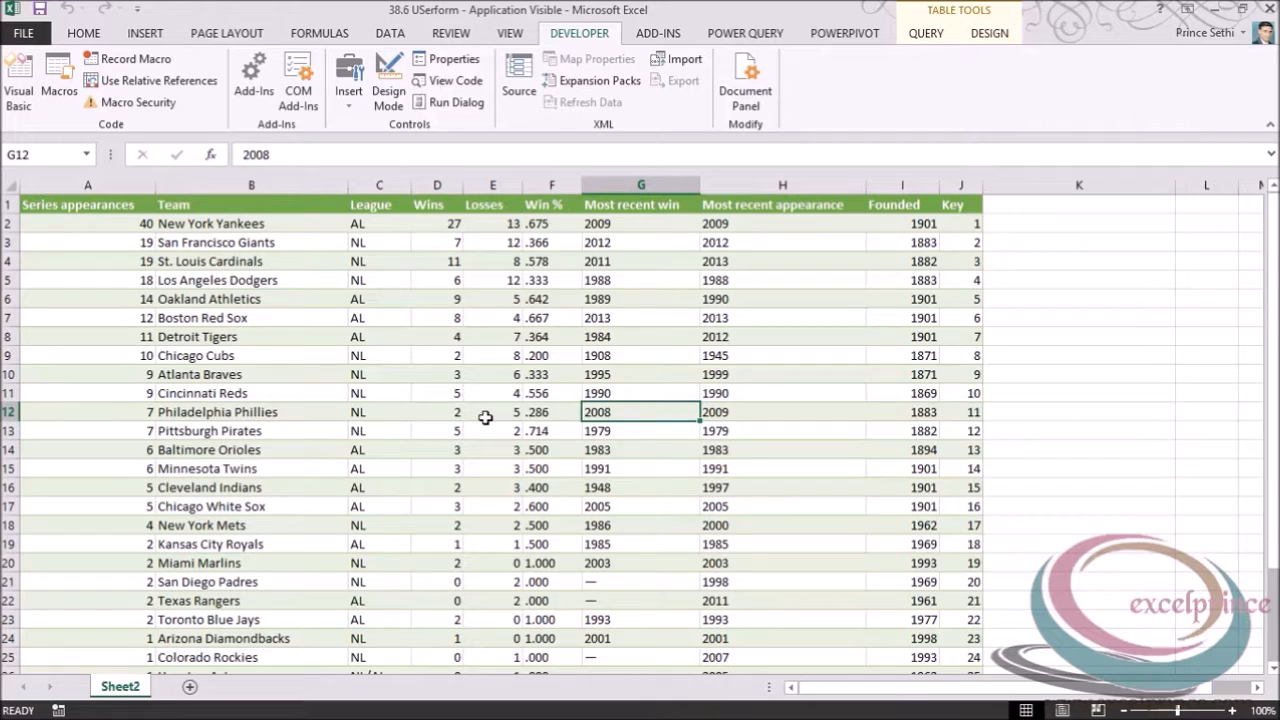 38.6 USerform - Application Visible - Microsoft Excel
TABLE TOOLS
FILE HOME INSERT PAGE LAYOUT FORMULAS DATA REVIEW VIEW DEVELOPER ADD-INS POWER QUERY POWERPIVOT QUERY DESIGN Prince Sethi
Visual Basic
Macros
Record Macro
Use Relative References
Macro Security
Code
Add-Ins
COM Add-Ins
Add-Ins
Insert
Design Mode
Properties
View Code
Run Dialog
Controls
Source
Map Properties
Expansion Packs
Refresh Data
Import
Export
XML
Document Panel
Modify
G12 fx 2008
A B C D E F G H I J K L M
1 Series appearances Team League Wins Losses Win % Most recent win Most recent appearance Founded Key
2 40 New York Yankees AL 27 13 .675 2009 2009 1901 1
3 19 San Francisco Giants NL 7 12 .366 2012 2012 1883 2
4 19 St. Louis Cardinals NL 11 8 .578 2011 2013 1882 3
5 18 Los Angeles Dodgers NL 6 12 .333 1988 1988 1883 4
6 14 Oakland Athletics AL 9 5 .642 1989 1990 1901 5
7 12 Boston Red Sox AL 8 4 .667 2013 2013 1901 6
8 11 Detroit Tigers AL 4 7 .364 1984 2012 1901 7
9 10 Chicago Cubs NL 2 8 .200 1908 1945 1871 8
10 9 Atlanta Braves NL 3 6 .333 1995 1999 1871 9
11 9 Cincinnati Reds NL 5 4 .556 1990 1990 1869 10
12 7 Philadelphia Phillies NL 2 5 .286 2008 2009 1883 11
13 7 Pittsburgh Pirates NL 5 2 .714 1979 1979 1882 12
14 6 Baltimore Orioles AL 3 3 .500 1983 1983 1894 13
15 6 Minnesota Twins AL 3 3 .500 1991 1991 1901 14
16 5 Cleveland Indians AL 2 3 .400 1948 1997 1901 15
17 5 Chicago White Sox AL 3 2 .600 2005 2005 1901 16
18 4 New York Mets NL 2 2 .500 1986 2000 1962 17
19 2 Kansas City Royals AL 1 1 .500 1985 1985 1969 18
20 2 Miami Marlins NL 2 0 1.000 2003 2003 1993 19
21 2 San Diego Padres NL 0 2 .000 — 1998 1969 20
22 2 Texas Rangers AL 0 2 .000 — 2011 1961 21
23 2 Toronto Blue Jays AL 2 0 1.000 1993 1993 1977 22
24 1 Arizona Diamondbacks NL 1 0 1.000 2001 2001 1998 23
25 1 Colorado Rockies NL 0 1 .000 — 2007 1993 24
excelprince
Sheet2
READY 100%